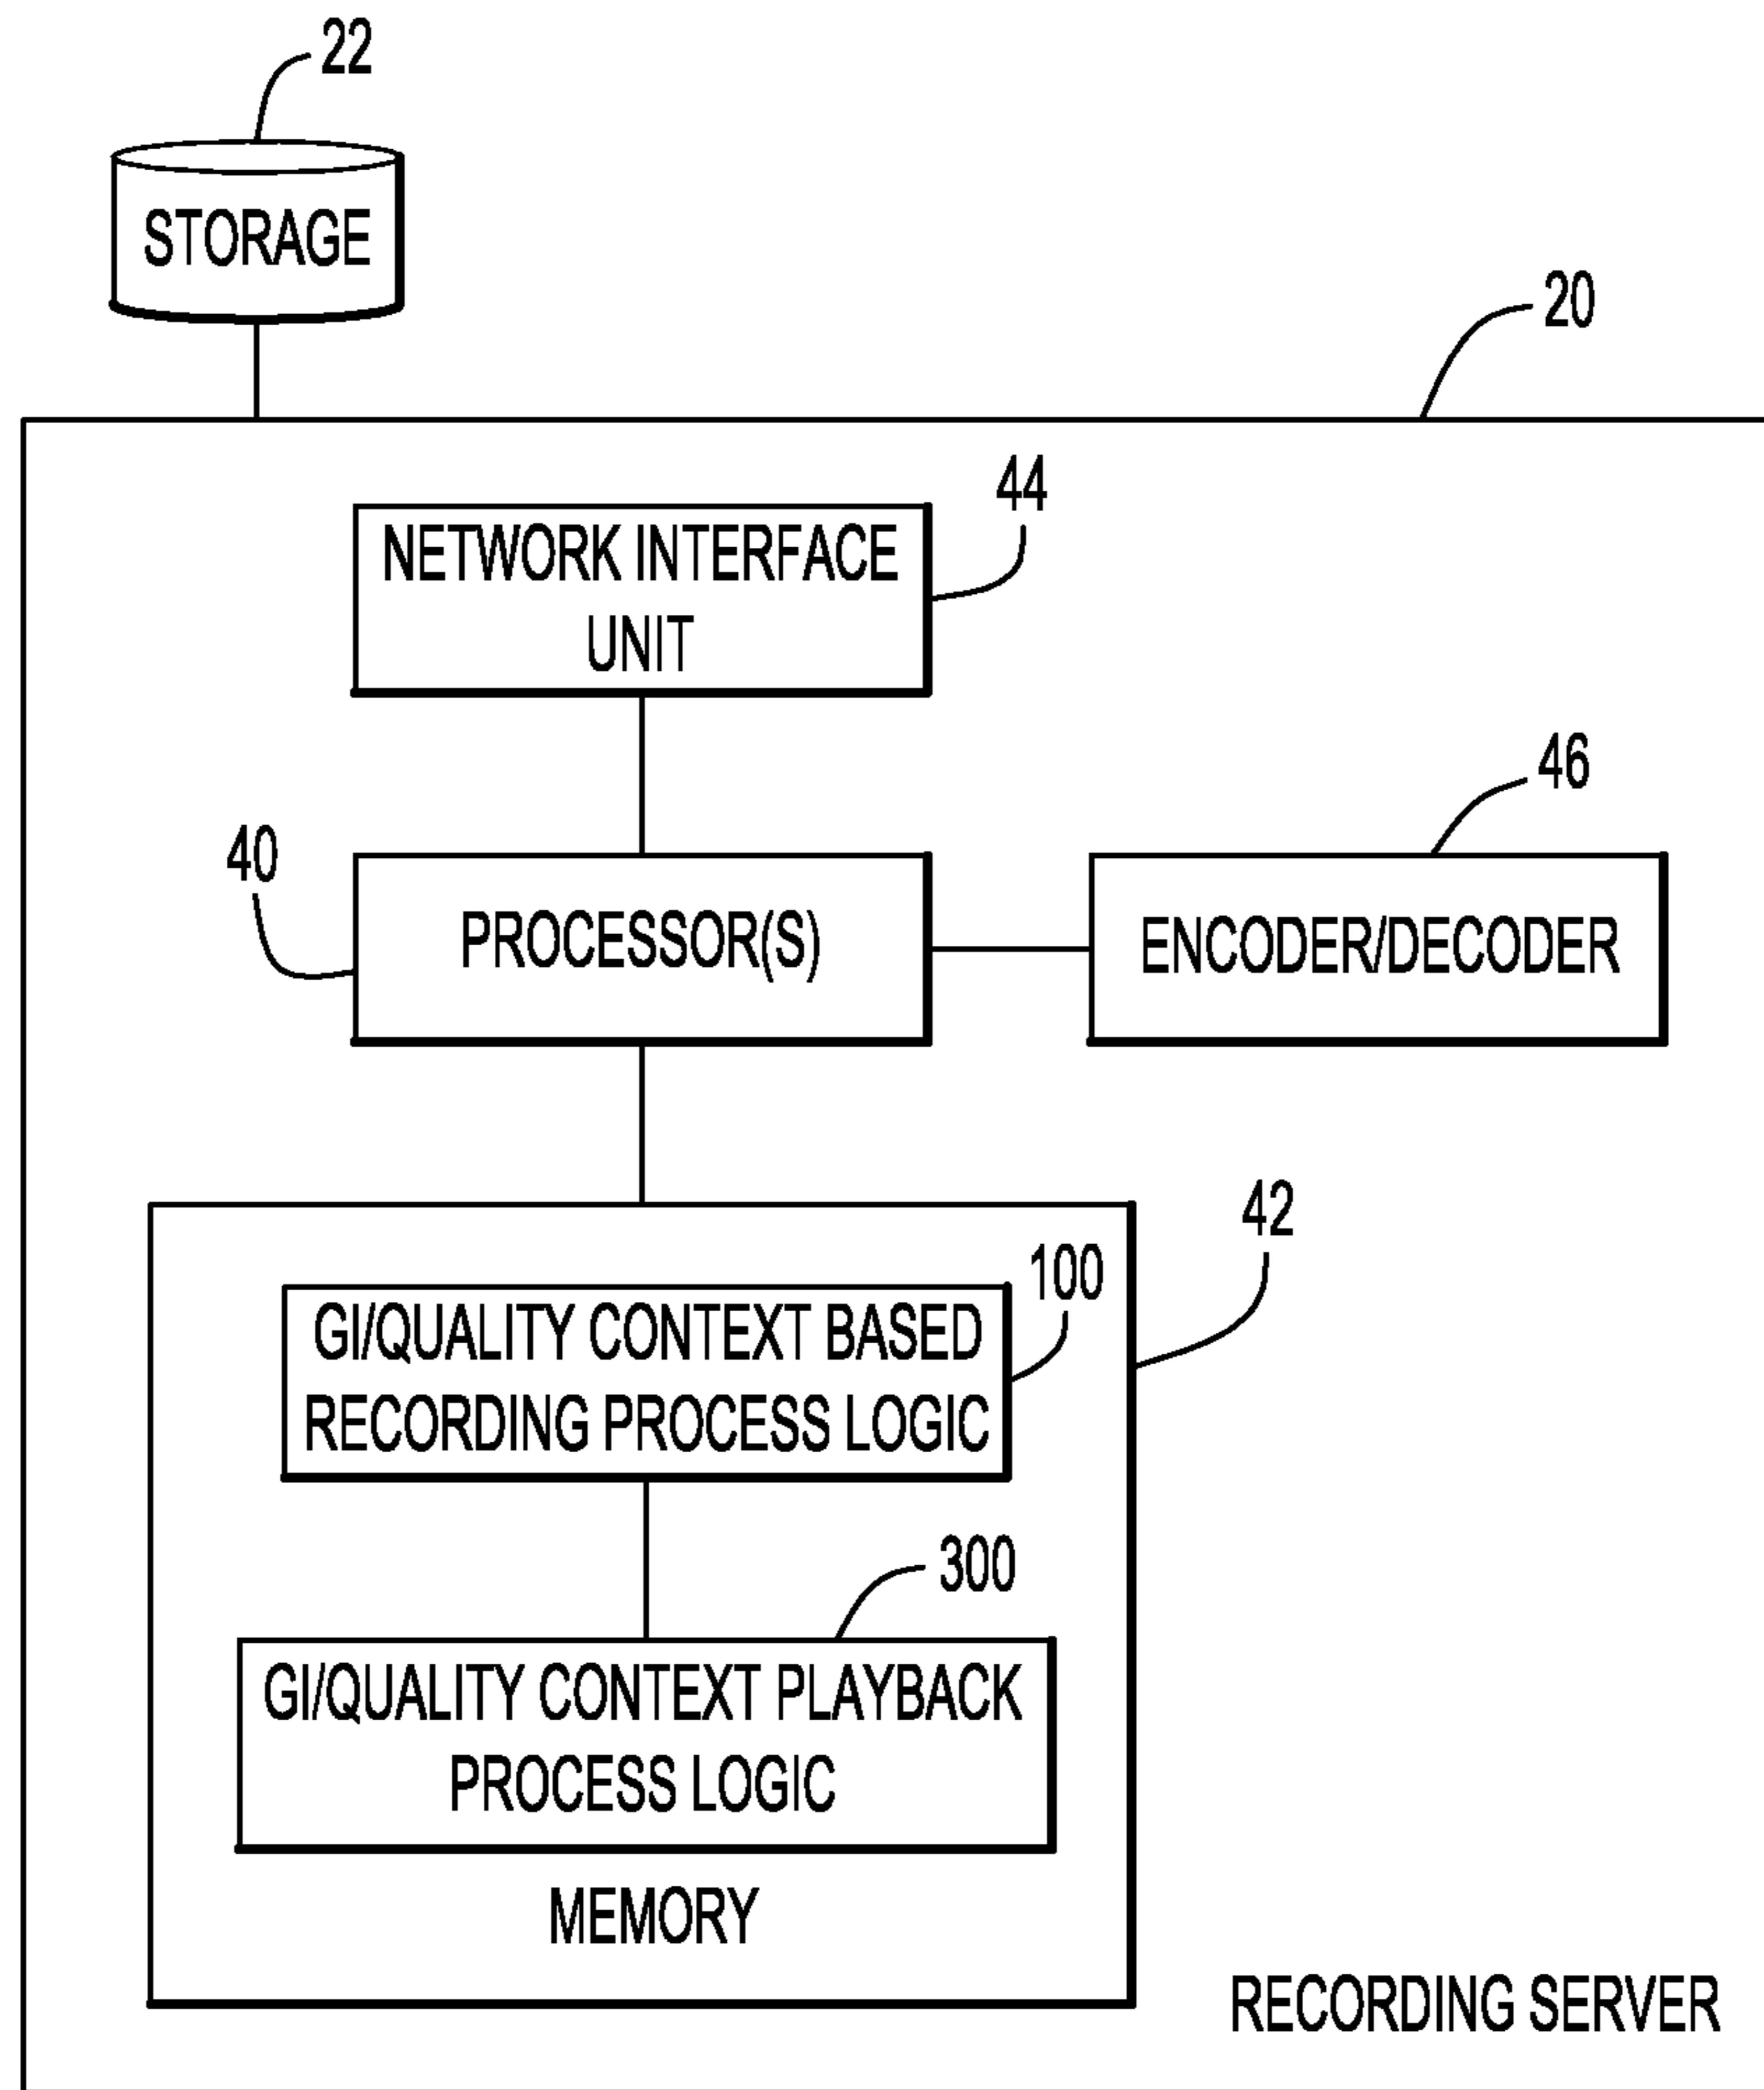 22
STORAGE
20
44
NETWORK INTERFACE
UNIT
46
40
PROCESSOR(S)
ENCODER/DECODER
42
100
GI/QUALITY CONTEXT BASED
RECORDING PROCESS LOGIC
300
GI/QUALITY CONTEXT PLAYBACK
PROCESS LOGIC
MEMORY
RECORDING SERVER